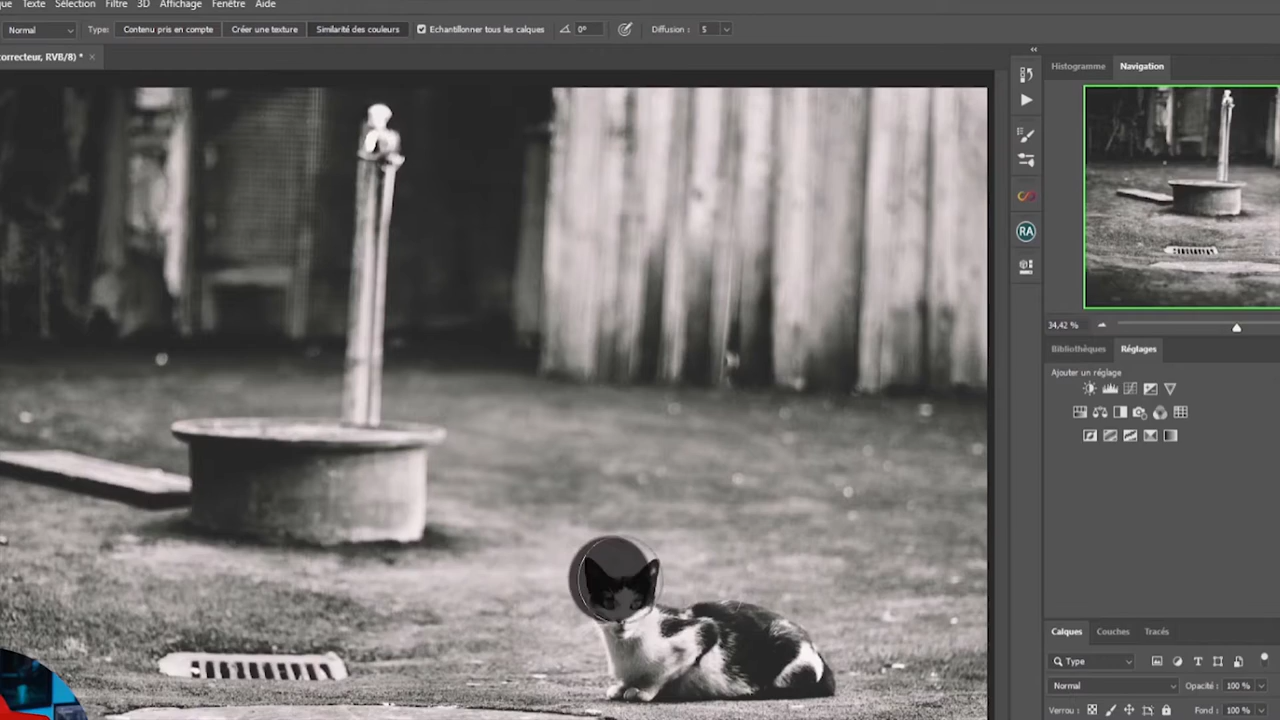 que Texte Sélection Filtre 3D Affichage Fenêtre Aide
Normal Type: Contenu pris en compte Créer une texture Similarité des couleurs Echantillonner tous les calques 0° Diffusion : 5
correcteur, RVB/8) * ×
Histogramme Navigation
RA
34,42 %
Bibliothèques Réglages
Ajouter un réglage
Calques Couches Tracés
Type
Normal Opacité : 100 %
Verrou : Fond : 100 %